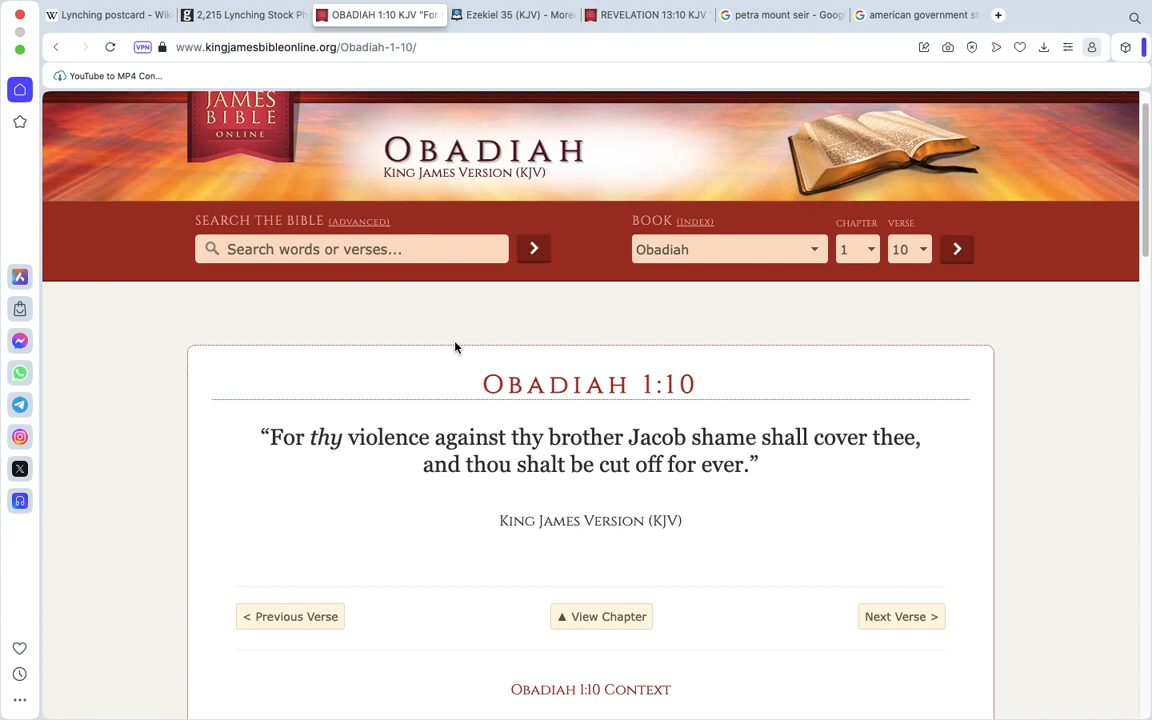 Lynching postcard - Wik
2,215 Lynching Stock Ph
OBADIAH 1:10 KJV "For
Ezekiel 35 (KJV) - More
REVELATION 13:10 KJV
petra mount seir - Goog
american government st
VPN
www.kingjamesbibleonline.org/Obadiah-1-10/
YouTube to MP4 Con...
JAMES
BIBLE
ONLINE
OBADIAH
KING JAMES VERSION (KJV)
SEARCH THE BIBLE (ADVANCED)
BOOK (INDEX)
CHAPTER
VERSE
Search words or verses...
Obadiah
1
10
OBADIAH 1:10
“For thy violence against thy brother Jacob shame shall cover thee,
and thou shalt be cut off for ever.”
KING JAMES VERSION (KJV)
< Previous Verse
▲ View Chapter
Next Verse >
OBADIAH 1:10 CONTEXT